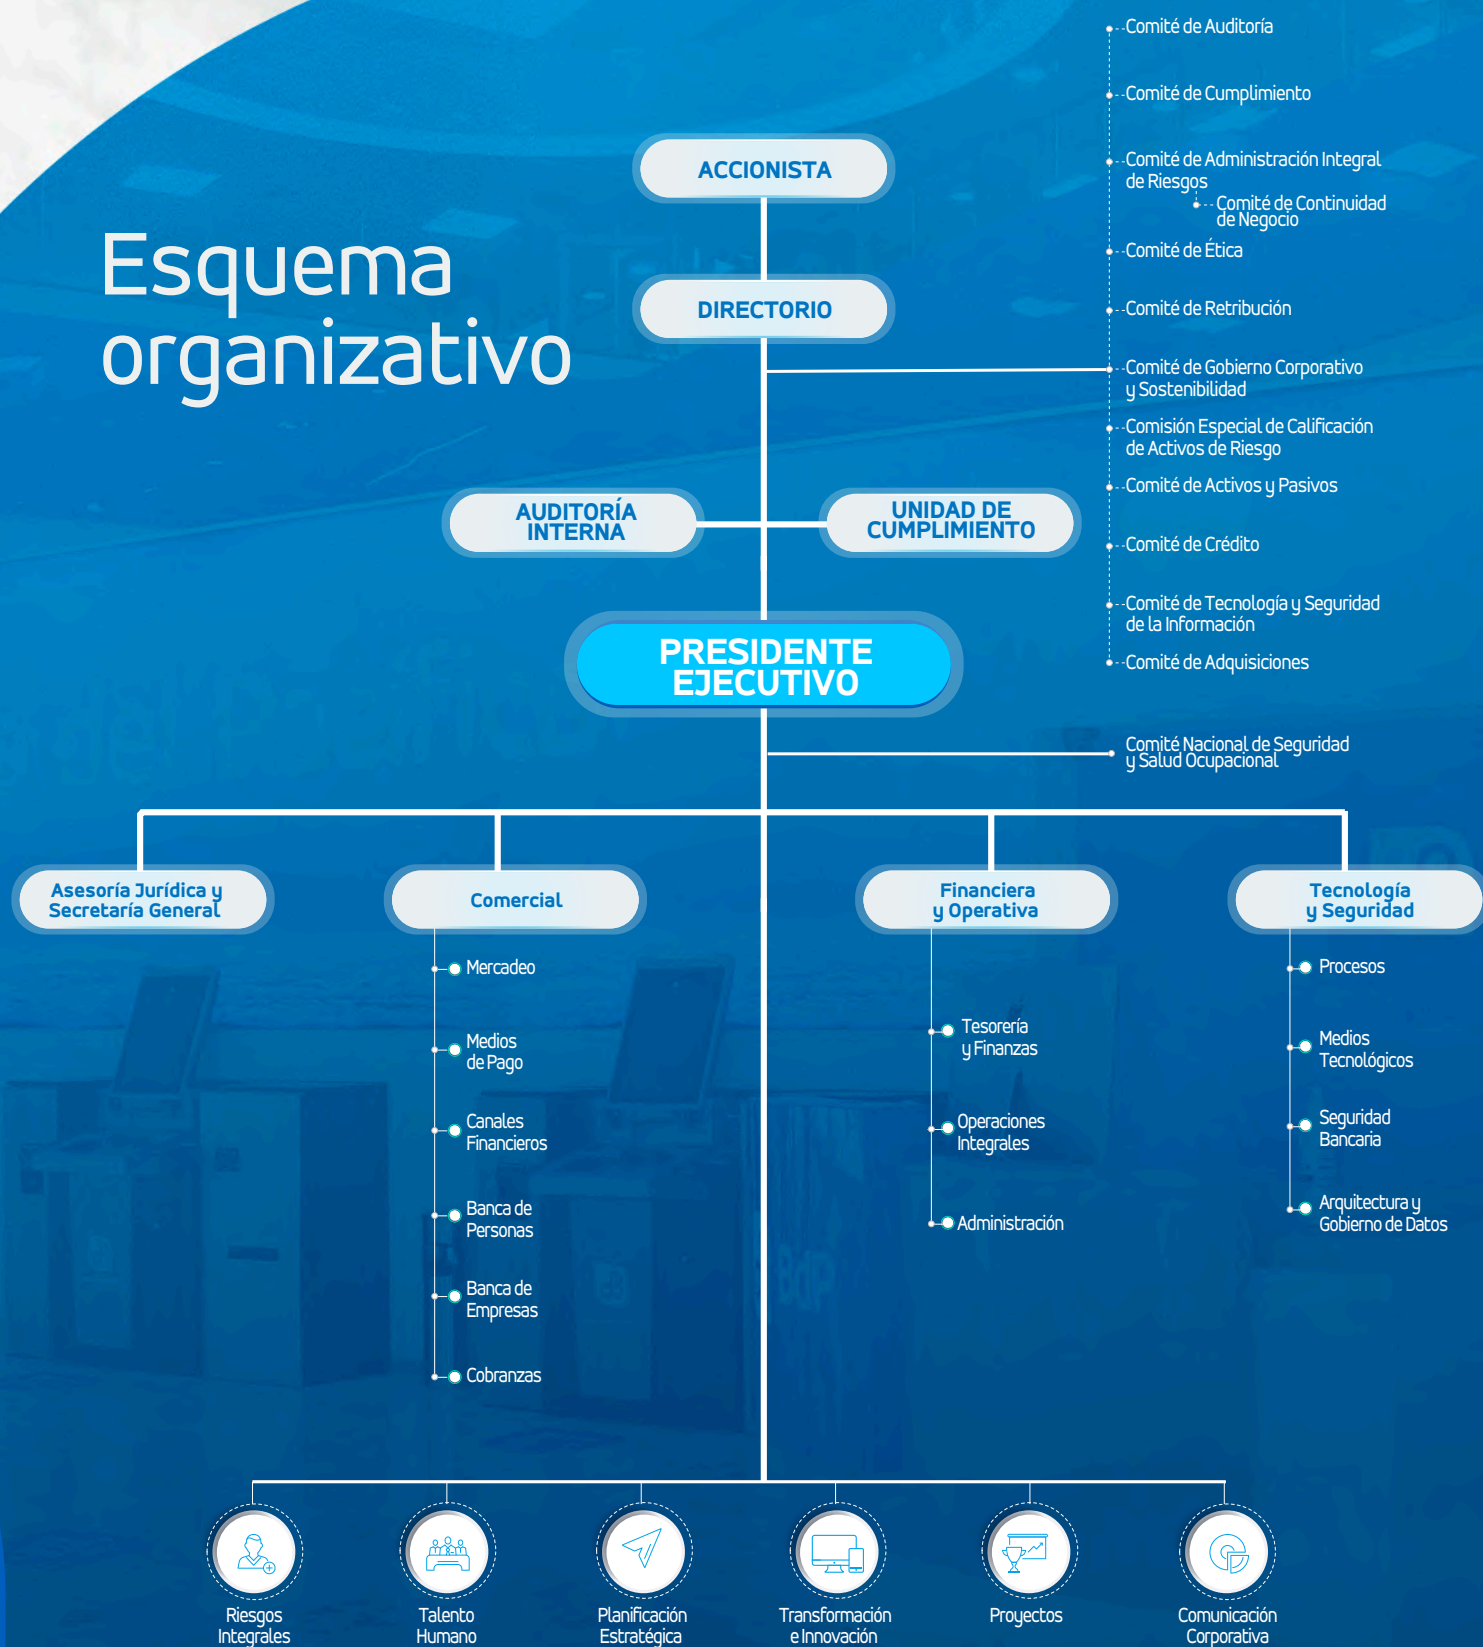 Esquema
organizativo
ACCIONISTA
DIRECTORIO
Comité de Auditoría
Comité de Cumplimiento
Comité de Administración Integral
de Riesgos
Comité de Continuidad
de Negocio
Comité de Ética
Comité de Retribución
Comité de Gobierno Corporativo
y Sostenibilidad
Comisión Especial de Calificación
de Activos de Riesgo
Comité de Activos y Pasivos
Comité de Crédito
Comité de Tecnología y Seguridad
de la Información
Comité de Adquisiciones
AUDITORÍA
INTERNA
UNIDAD DE
CUMPLIMIENTO
PRESIDENTE
EJECUTIVO
Comité Nacional de Seguridad
y Salud Ocupacional
Asesoría Jurídica y
Secretaría General
Comercial
Mercadeo
Medios
de Pago
Canales
Financieros
Banca de
Personas
Banca de
Empresas
Cobranzas
Financiera
y Operativa
Tesorería
y Finanzas
Operaciones
Integrales
Administración
Tecnología
y Seguridad
Procesos
Medios
Tecnológicos
Seguridad
Bancaria
Arquitectura y
Gobierno de Datos
BdP
Riesgos
Integrales
Talento
Humano
Planificación
Estratégica
Transformación
e Innovación
Proyectos
Comunicación
Corporativa